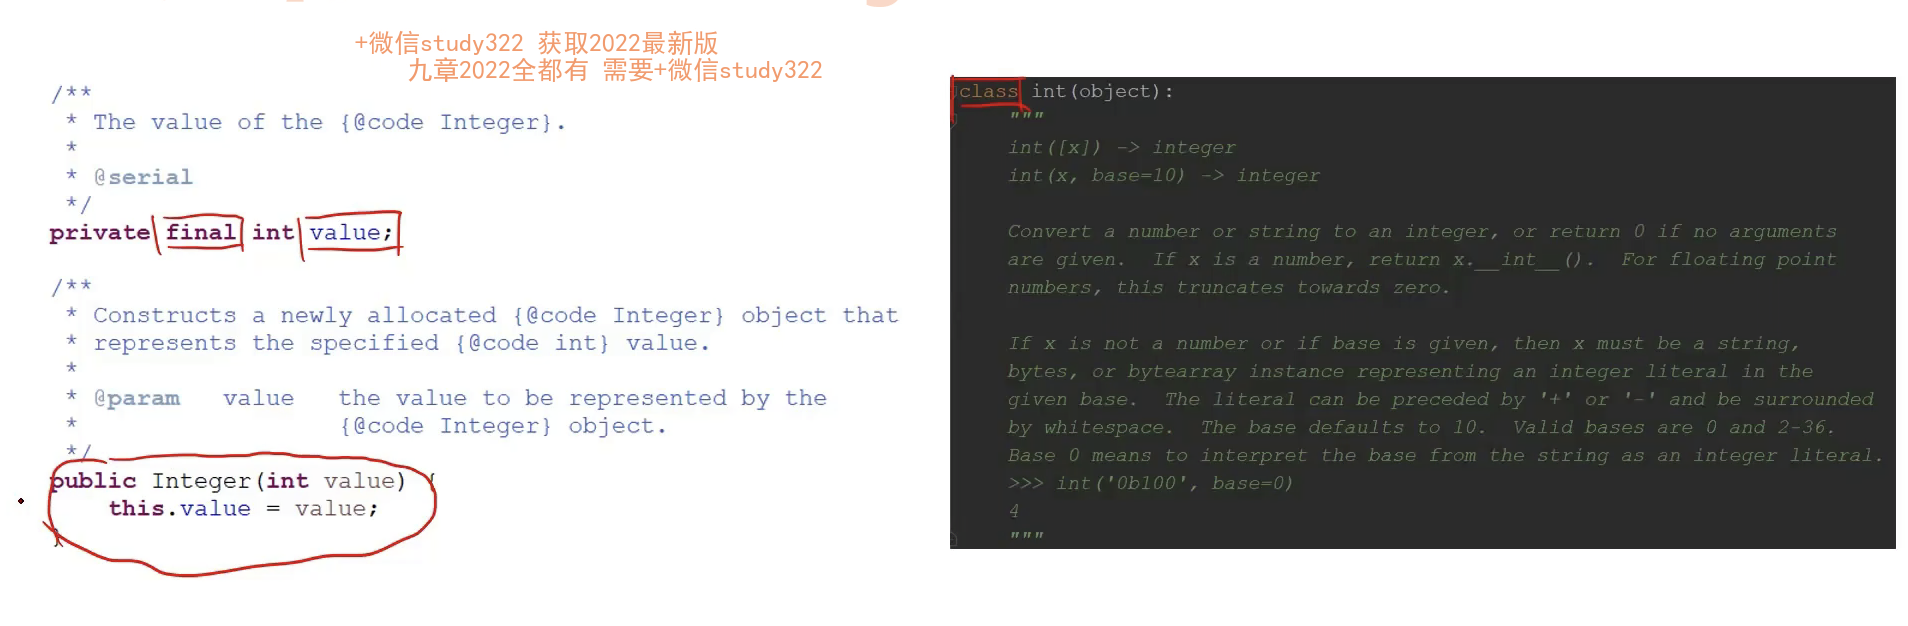 +微信study322 获取2022最新版
九章2022全都有 需要+微信study322
/**
* The value of the {@code Integer}.
*
* @serial
*/
private final int value;
/**
* Constructs a newly allocated {@code Integer} object that
* represents the specified {@code int} value.
*
* @param value the value to be represented by the
* {@code Integer} object.
*/
public Integer(int value) {
this.value = value;
}
class int(object):
"""
int([x]) -> integer
int(x, base=10) -> integer
Convert a number or string to an integer, or return 0 if no arguments
are given. If x is a number, return x.__int__(). For floating point
numbers, this truncates towards zero.
If x is not a number or if base is given, then x must be a string,
bytes, or bytearray instance representing an integer literal in the
given base. The literal can be preceded by '+' or '-' and be surrounded
by whitespace. The base defaults to 10. Valid bases are 0 and 2-36.
Base 0 means to interpret the base from the string as an integer literal.
>>> int('0b100', base=0)
4
"""